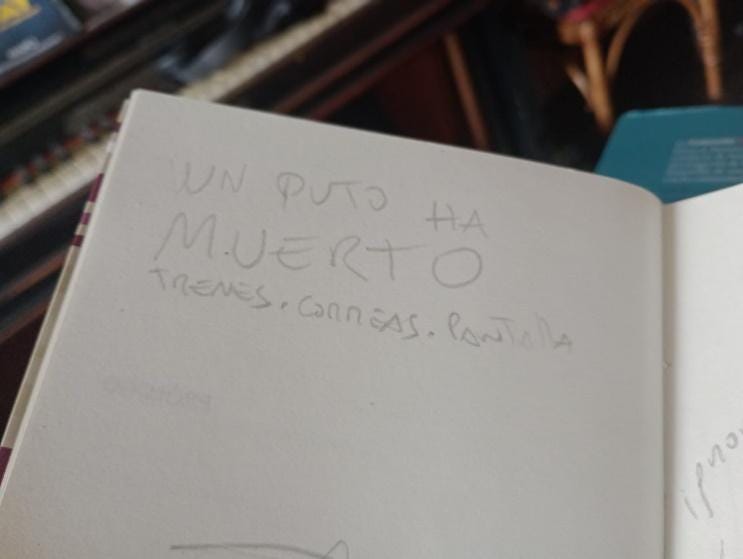 UN PUTO HA
MUERTO
TRENES. CORREAS. PANTALLA